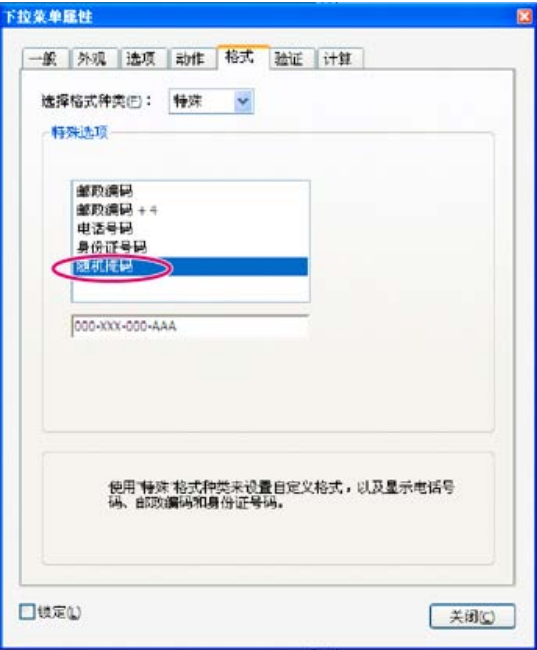 下拉菜单属性
一般 外观 选项 动作 格式 验证 计算
选择格式种类(F)： 特殊
特殊选项
邮政编码
邮政编码 + 4
电话号码
身份证号码
随机掩码
000-XXX-000-AAA
使用“特殊”格式种类来设置自定义格式，以及显示电话号
码、邮政编码和身份证号码。
锁定(L) 关闭(C)